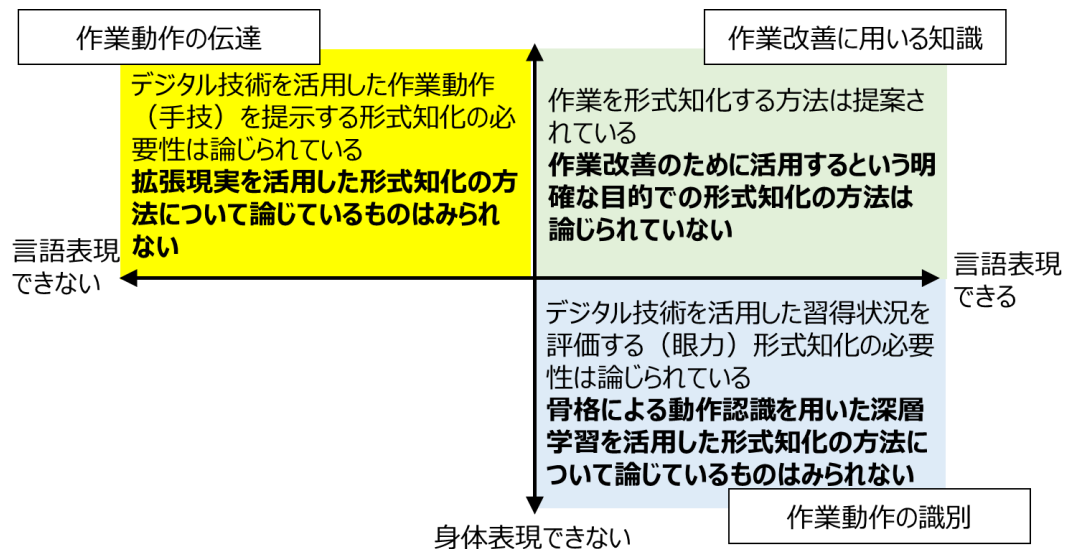 作業動作の伝達
作業改善に用いる知識
デジタル技術を活用した作業動作
（手技）を提示する形式知化の必
要性は論じられている
拡張現実を活用した形式知化の方
法について論じているものはみられ
ない
作業を形式知化する方法は提案さ
れている
作業改善のために活用するという明
確な目的での形式知化の方法は
論じられていない
言語表現
できない
言語表現
できる
デジタル技術を活用した習得状況を
評価する（眼力）形式知化の必要
性は論じられている
骨格による動作認識を用いた深層
学習を活用した形式知化の方法に
ついて論じているものはみられない
作業動作の識別
身体表現できない